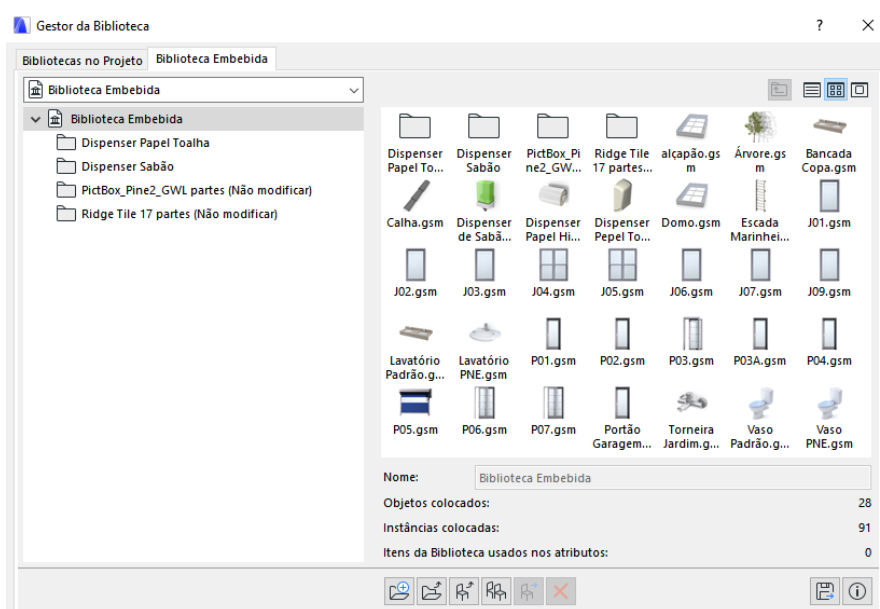 Gestor da Biblioteca
?
Bibliotecas no Projeto
Biblioteca Embebida
Biblioteca Embebida
Biblioteca Embebida
Dispenser Papel Toalha
Dispenser Sabão
PictBox_Pine2_GWL partes (Não modificar)
Ridge Tile 17 partes (Não modificar)
Dispenser Papel To...
Dispenser Sabão
PictBox_Pi ne2_GW...
Ridge Tile 17 partes...
alçapão.gs m
Árvore.gs m
Bancada Copa.gsm
Calha.gsm
Dispenser de Sabã...
Dispenser Papel Hi...
Dispenser Pepel To...
Domo.gsm
Escada Marinhei...
J01.gsm
J02.gsm
J03.gsm
J04.gsm
J05.gsm
J06.gsm
J07.gsm
J09.gsm
Lavatório Padrão.g...
Lavatório PNE.gsm
P01.gsm
P02.gsm
P03.gsm
P03A.gsm
P04.gsm
P05.gsm
P06.gsm
P07.gsm
Portão Garagem...
Torneira Jardim.g...
Vaso Padrão.g...
Vaso PNE.gsm
Nome: Biblioteca Embebida
Objetos colocados: 28
Instâncias colocadas: 91
Itens da Biblioteca usados nos atributos: 0